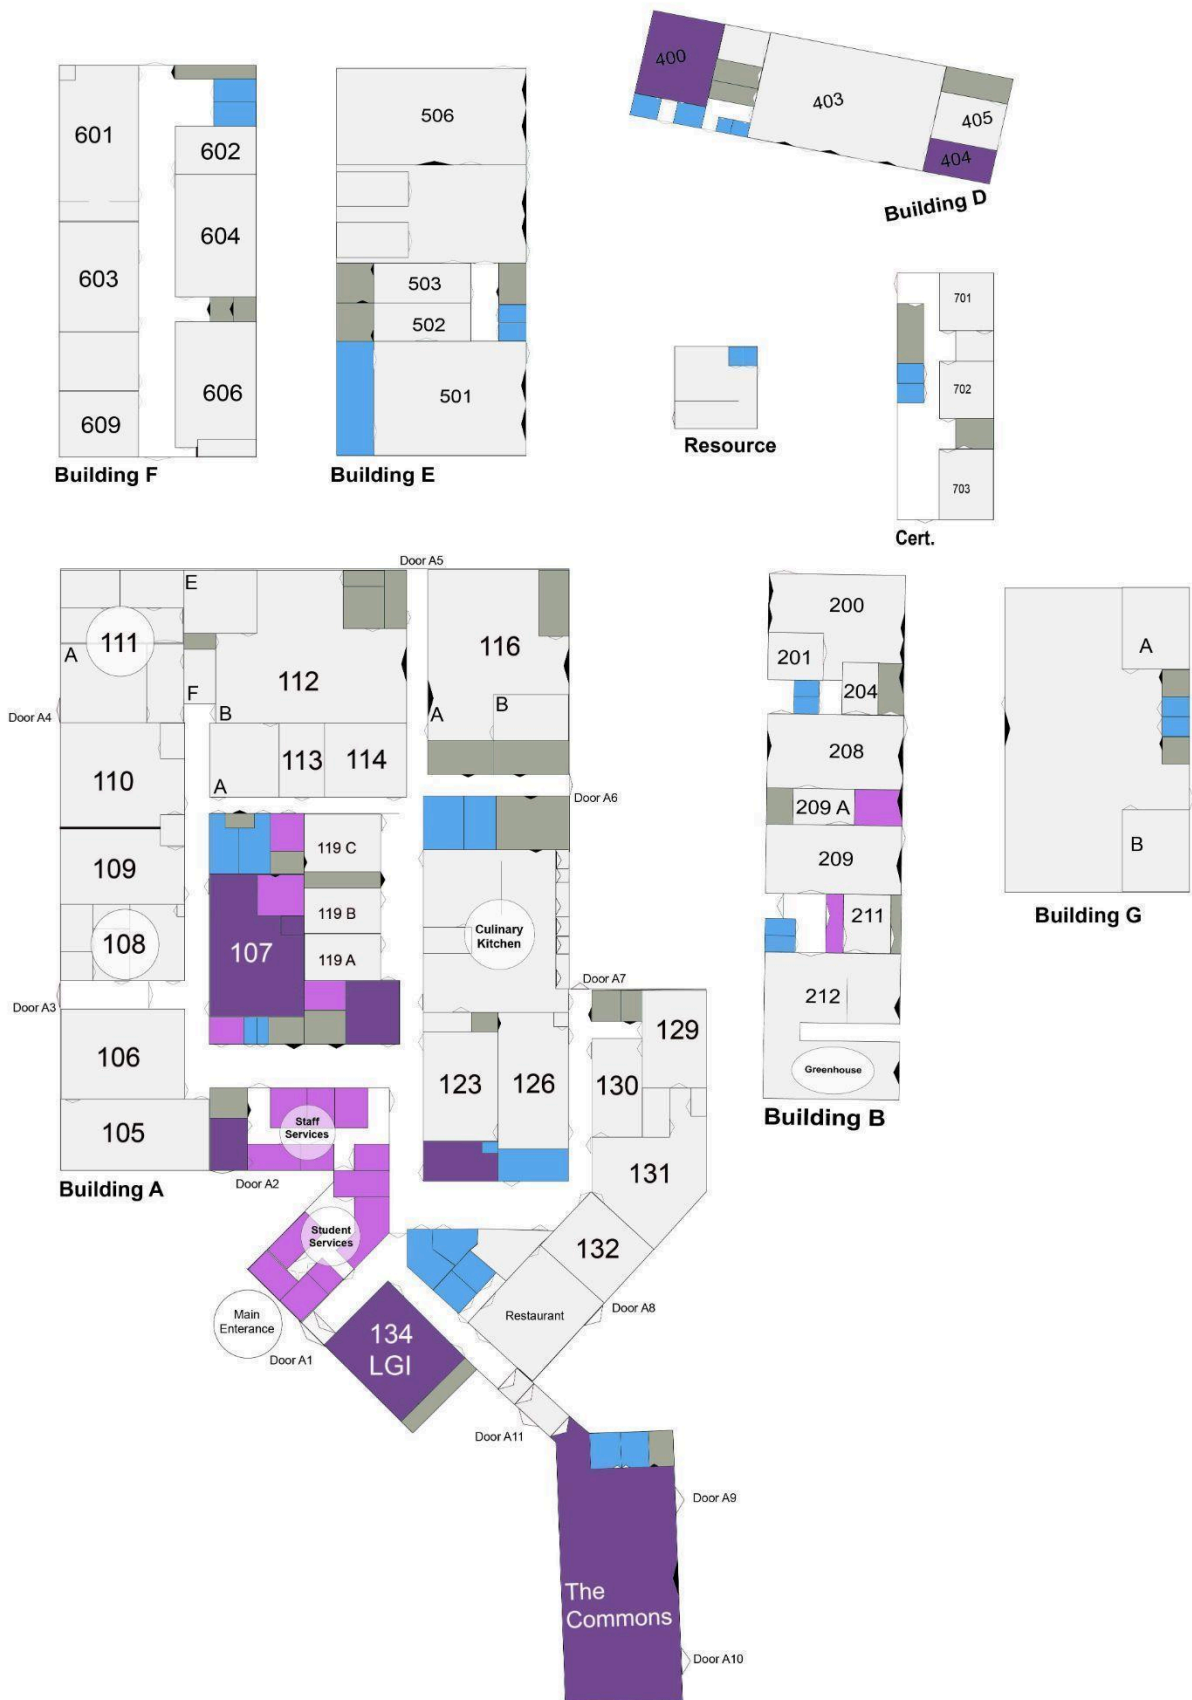 400
403
405
404
Building D
601
602
603
604
606
609
Building F
506
503
502
501
Building E
Resource
701
702
703
Cert.
Door A5
E
111
A
F
112
B
116
A
B
Door A4
110
A
113
114
Door A6
109
108
119 C
119 B
119 A
107
Culinary
Kitchen
Door A3
Door A7
106
105
Building A
123
126
129
130
131
Staff
Services
Door A2
Student
Services
132
Restaurant
Door A8
Main
Enterance
Door A1
134
LGI
Door A11
Door A9
The
Commons
Door A10
200
201
204
208
209 A
209
211
212
Greenhouse
Building B
A
B
Building G